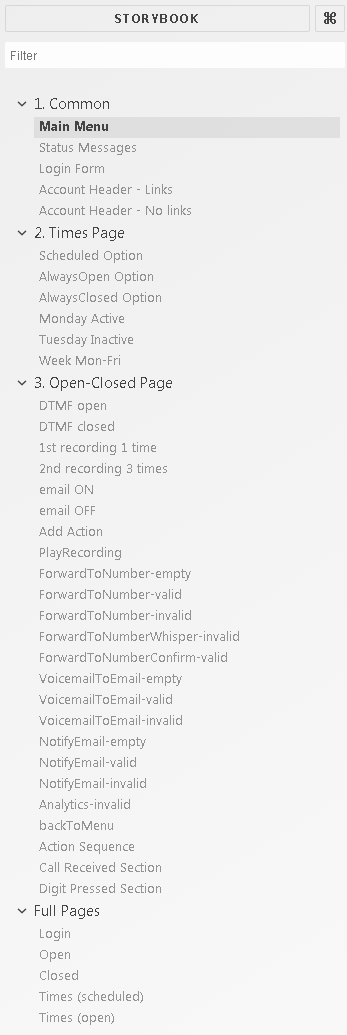 STORYBOOK ⌘
Filter
1. Common
Main Menu
Status Messages
Login Form
Account Header - Links
Account Header - No links
2. Times Page
Scheduled Option
AlwaysOpen Option
AlwaysClosed Option
Monday Active
Tuesday Inactive
Week Mon-Fri
3. Open-Closed Page
DTMF open
DTMF closed
1st recording 1 time
2nd recording 3 times
email ON
email OFF
Add Action
PlayRecording
ForwardToNumber-empty
ForwardToNumber-valid
ForwardToNumber-invalid
ForwardToNumberWhisper-invalid
ForwardToNumberConfirm-valid
VoicemailToEmail-empty
VoicemailToEmail-valid
VoicemailToEmail-invalid
NotifyEmail-empty
NotifyEmail-valid
NotifyEmail-invalid
Analytics-invalid
backToMenu
Action Sequence
Call Received Section
Digit Pressed Section
Full Pages
Login
Open
Closed
Times (scheduled)
Times (open)